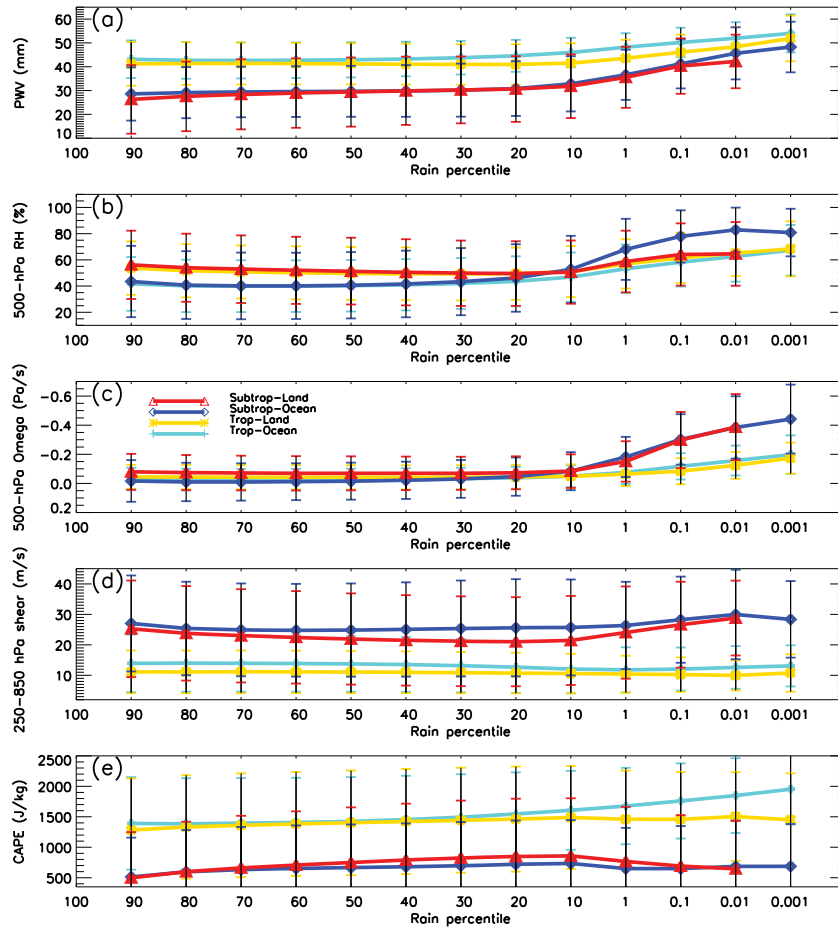 (a)
PWV (mm)
60
50
40
30
20
10
100 90 80 70 60 50 40 30 20 10 1 0.1 0.01 0.001
Rain percentile
(b)
500-hPa RH (%)
100
80
60
40
20
100 90 80 70 60 50 40 30 20 10 1 0.1 0.01 0.001
Rain percentile
(c)
500-hPa Omega (Pa/s)
-0.6
-0.4
-0.2
0.0
0.2
Subtrop-Land
Subtrop-Ocean
Trop-Land
Trop-Ocean
100 90 80 70 60 50 40 30 20 10 1 0.1 0.01 0.001
Rain percentile
(d)
250-850 hPa shear (m/s)
40
30
20
10
100 90 80 70 60 50 40 30 20 10 1 0.1 0.01 0.001
Rain percentile
(e)
CAPE (J/kg)
2500
2000
1500
1000
500
100 90 80 70 60 50 40 30 20 10 1 0.1 0.01 0.001
Rain percentile